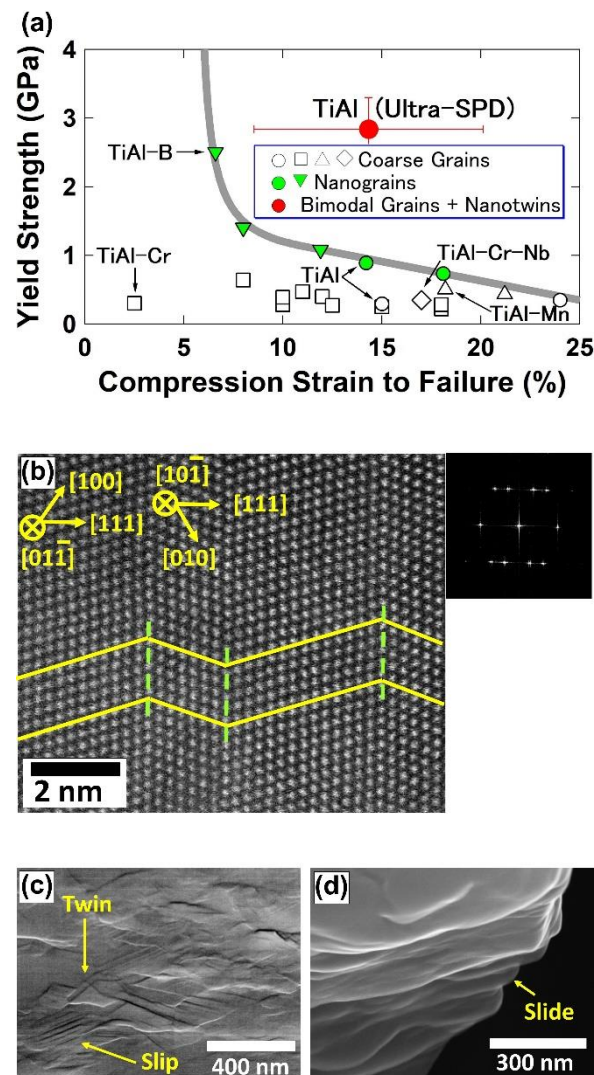 (a)
Yield Strength (GPa)
4
3
2
1
0
TiAl (Ultra-SPD)
TiAl-B
Coarse Grains
Nanograins
Bimodal Grains + Nanotwins
TiAl-Cr
TiAl
TiAl-Cr-Nb
TiAl-Mn
0 5 10 15 20 25
Compression Strain to Failure (%)
(b)
[100]
[111]
[011̄]
[101̄]
[111]
[010]
2 nm
(c)
Twin
Slip
400 nm
(d)
Slide
300 nm